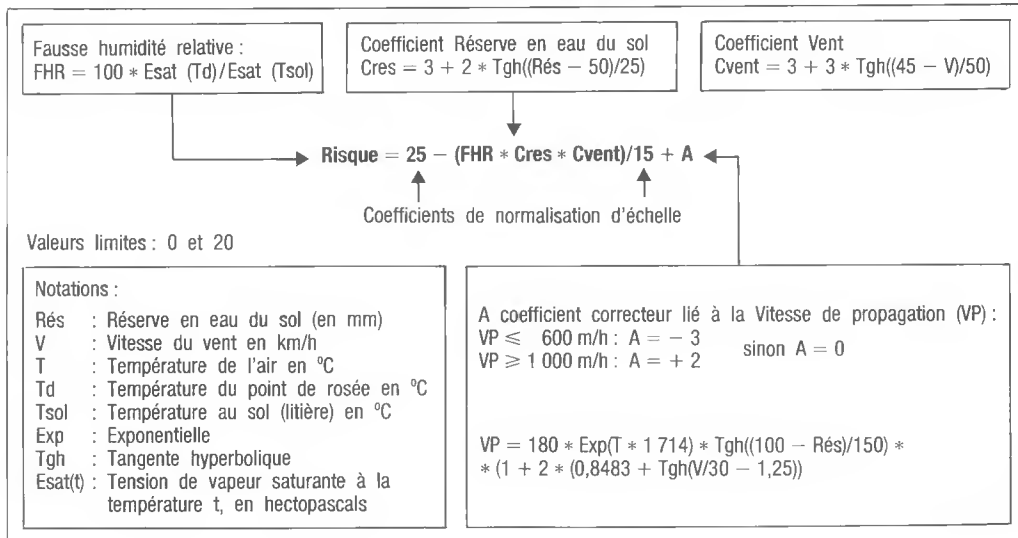 Fausse humidité relative :
FHR = 100 * Esat (Td)/Esat (Tsol)
Coefficient Réserve en eau du sol
Cres = 3 + 2 * Tgh((Rés − 50)/25)
Coefficient Vent
Cvent = 3 + 3 * Tgh((45 − V)/50)
Risque = 25 − (FHR * Cres * Cvent)/15 + A
Coefficients de normalisation d'échelle
Valeurs limites : 0 et 20
Notations :
Rés : Réserve en eau du sol (en mm)
V : Vitesse du vent en km/h
T : Température de l'air en ºC
Td : Température du point de rosée en ºC
Tsol : Température au sol (litière) en ºC
Exp : Exponentielle
Tgh : Tangente hyperbolique
Esat(t) : Tension de vapeur saturante à la
température t, en hectopascals
A coefficient correcteur lié à la Vitesse de propagation (VP) :
VP ⩽ 600 m/h : A = − 3
VP ⩾ 1 000 m/h : A = + 2
sinon A = 0
VP = 180 * Exp(T * 1 714) * Tgh((100 − Rés)/150) *
* (1 + 2 * (0,8483 + Tgh(V/30 − 1,25))